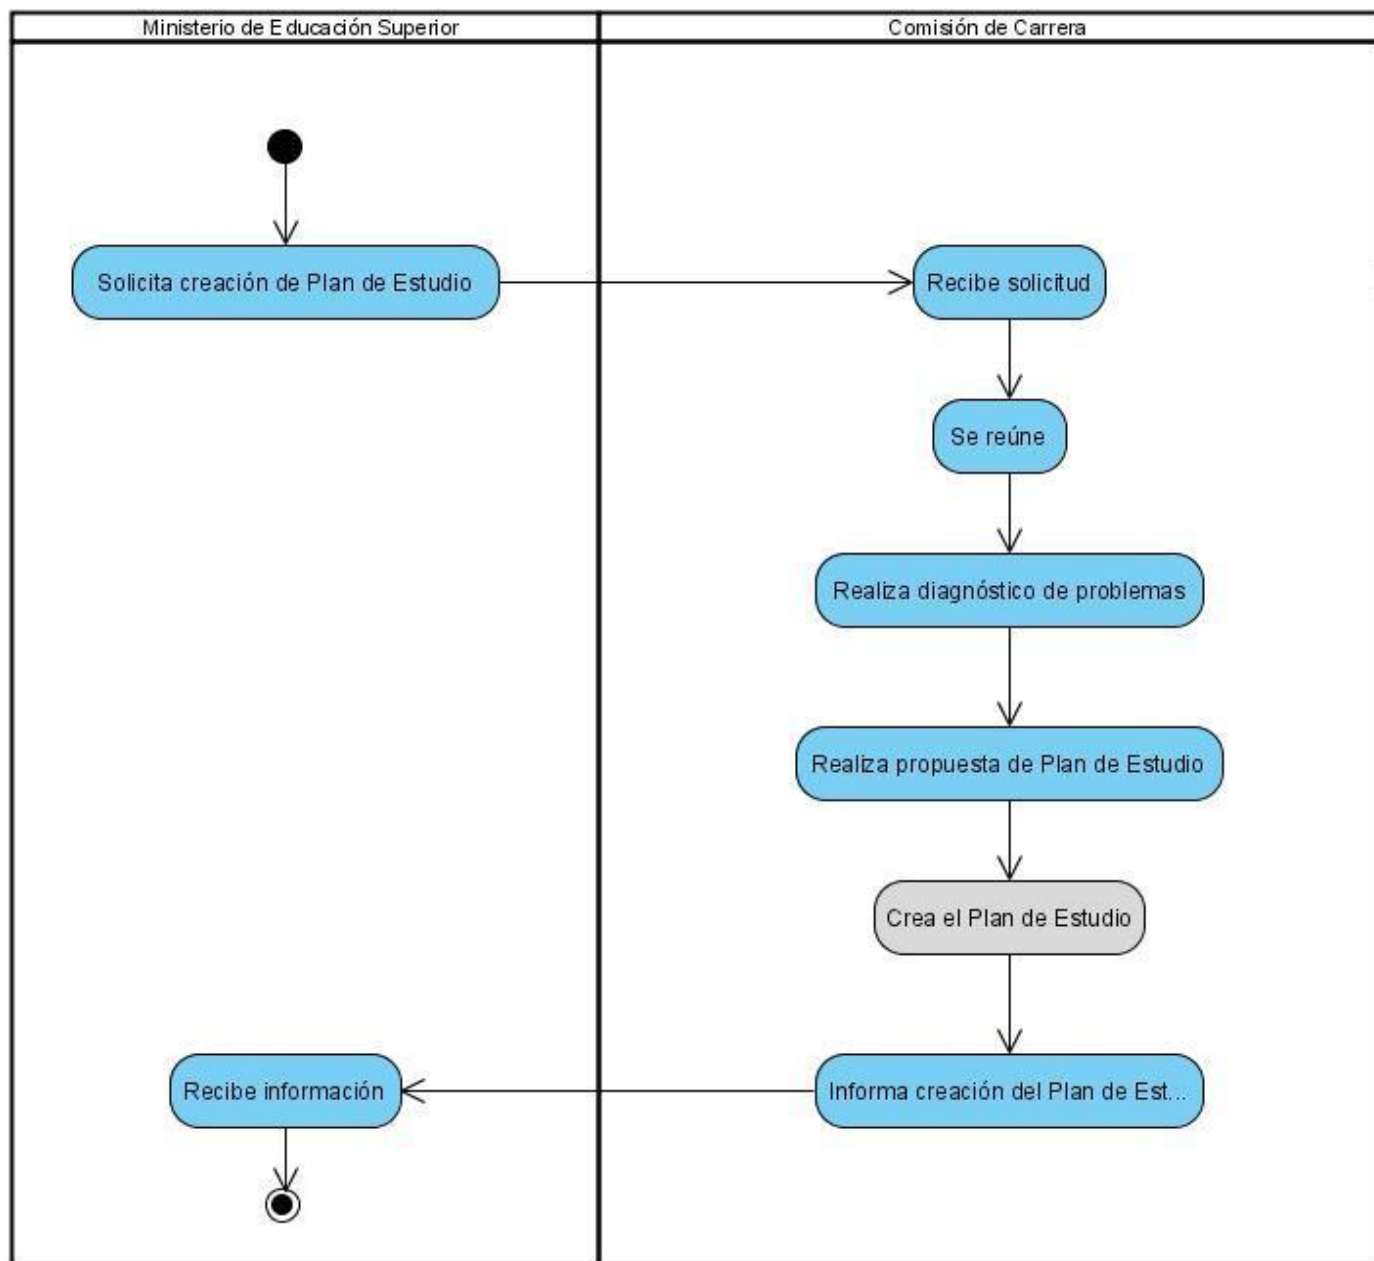 Ministerio de Educación Superior
Comisión de Carrera
Solicita creación de Plan de Estudio
Recibe solicitud
Se reúne
Realiza diagnóstico de problemas
Realiza propuesta de Plan de Estudio
Crea el Plan de Estudio
Informa creación del Plan de Est...
Recibe información